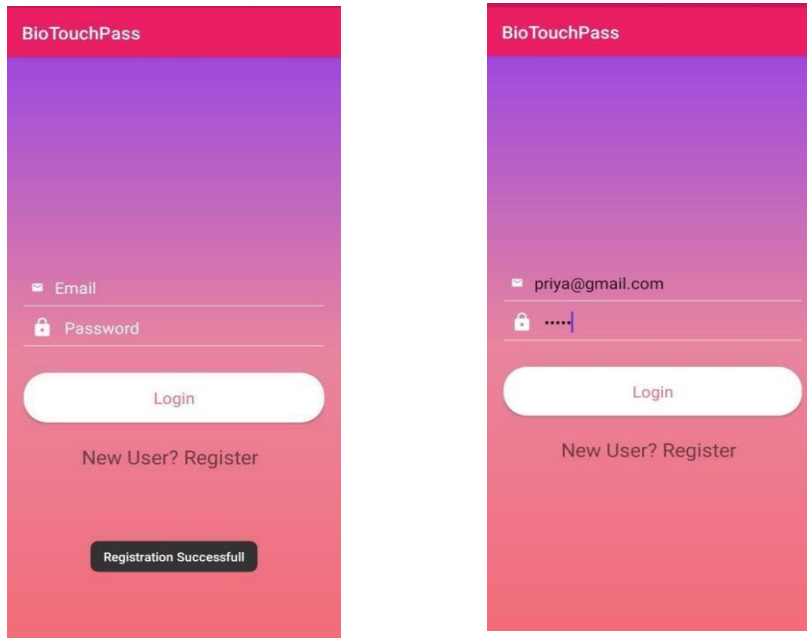 BioTouchPass
Email
Password
Login
New User? Register
Registration Successfull
BioTouchPass
priya@gmail.com
•••••
Login
New User? Register